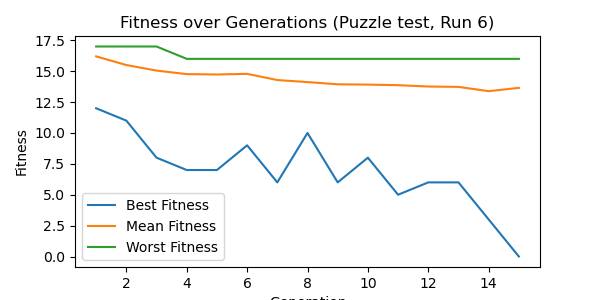 Fitness over Generations (Puzzle test, Run 6)
17.5
15.0
12.5
10.0
7.5
5.0
2.5
0.0
Fitness
Best Fitness
Mean Fitness
Worst Fitness
2 4 6 8 10 12 14
Generation